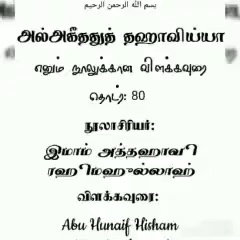 بسم الله الرحمن الرحيم
அல்அகீததுத் தஹாவிய்யா
எனும் நூலுக்கான விளக்கவுரை
தொடர்: 80
நூலாசிரியர்:
இமாம் அத்தஹாவி
ரஹிமஹுல்லாஹ்
விளக்கவுரை:
Abu Hunaif Hisham